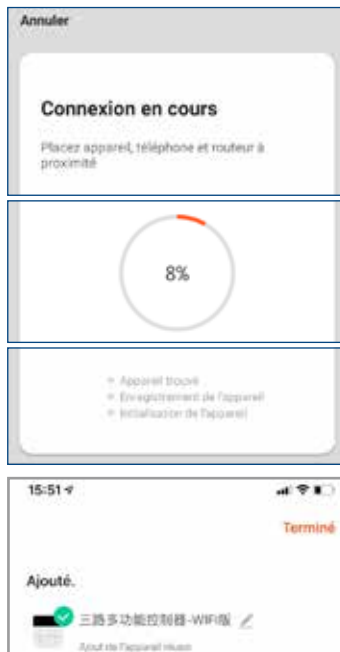 Annuler
Connexion en cours
Placez appareil, téléphone et routeur à
proximité
8%
Appareil trouvé
Enregistrement de l'appareil
Initialisation de l'appareil
15:51
Terminé
Ajouté.
三路多功能控制器-WIFI版
Ajout de l'appareil réussi